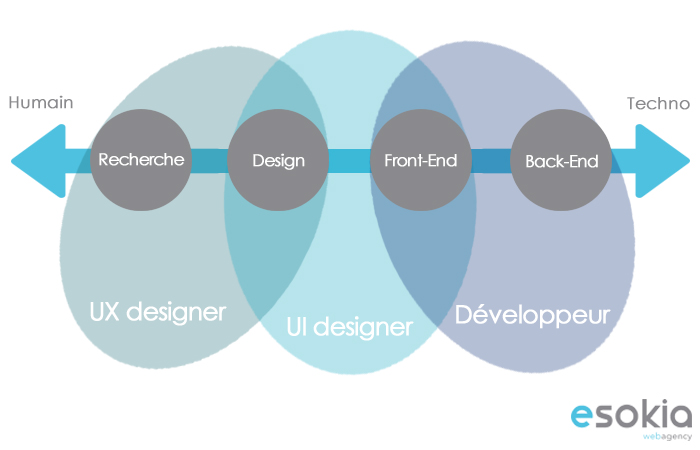 Humain
Techno
Recherche
Design
Front-End
Back-End
UX designer
UI designer
Développeur
esokia
webagency